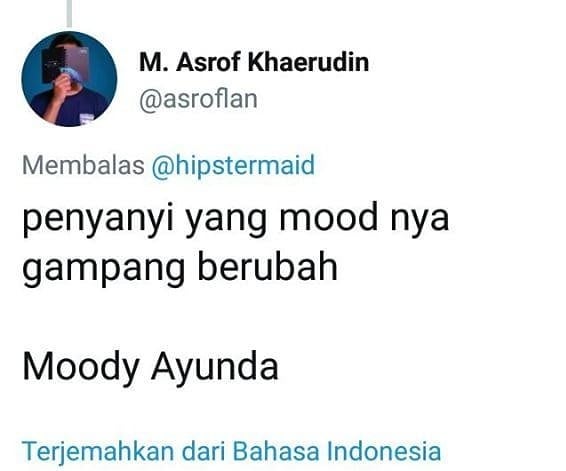 M. Asrof Khaerudin
@asroflan
Membalas @hipstermaid
penyanyi yang mood nya
gampang berubah
Moody Ayunda
Terjemahkan dari Bahasa Indonesia